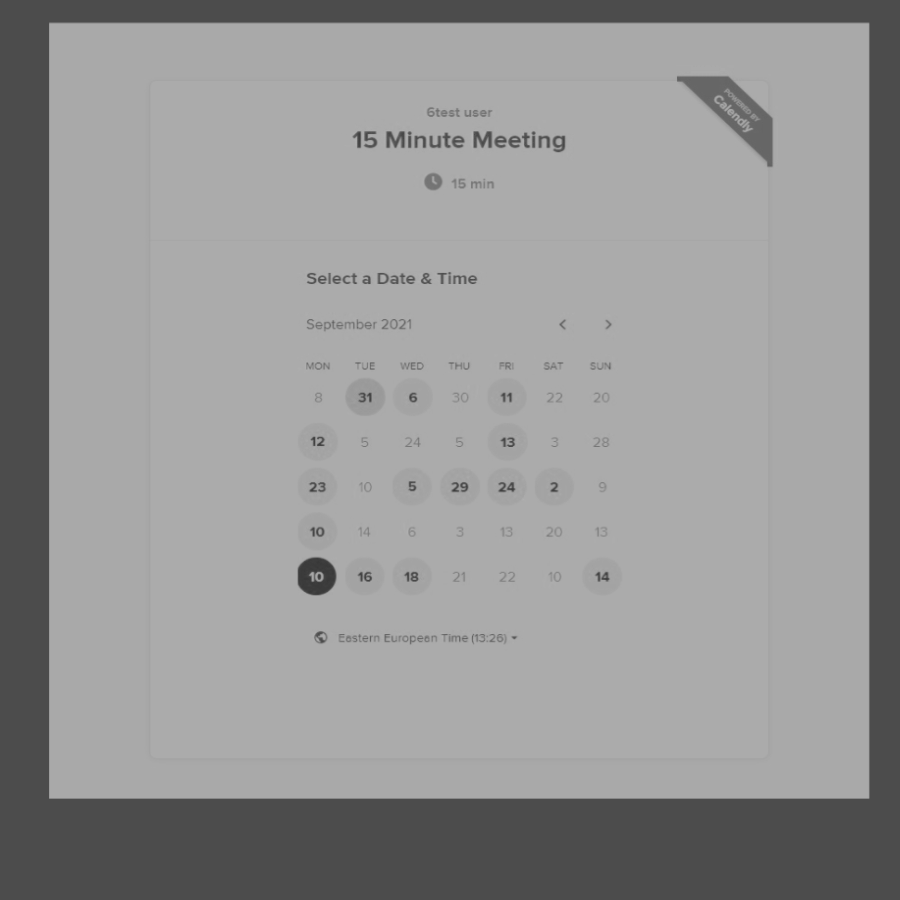 POWERED BY
Calendly
6test user
15 Minute Meeting
15 min
Select a Date & Time
September 2021
MON TUE WED THU FRI SAT SUN
8 31 6 30 11 22 20
12 5 24 5 13 3 28
23 10 5 29 24 2 9
10 14 6 3 13 20 13
10 16 18 21 22 10 14
Eastern European Time (13:26)